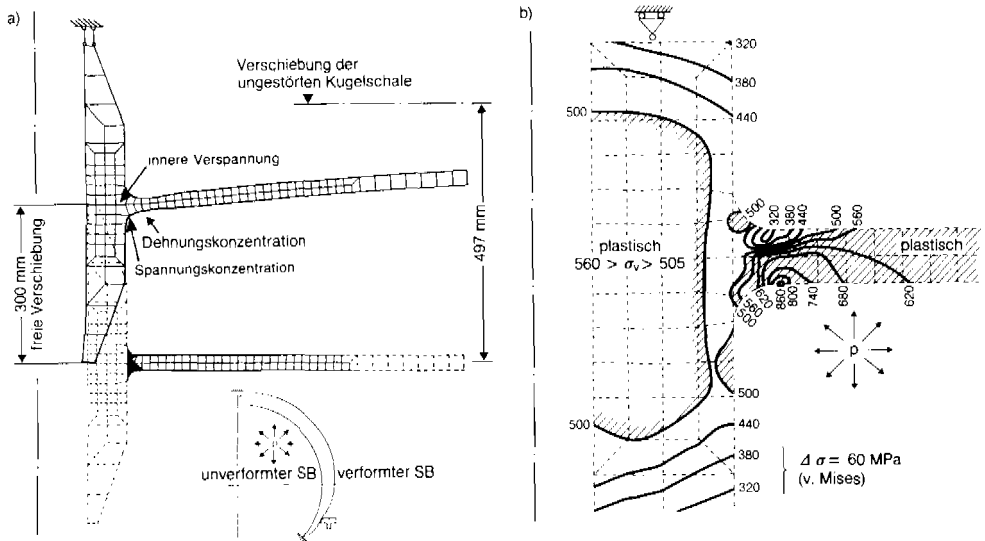 a)
Verschiebung der
ungestörten Kugelschale
innere Verspannung
Dehnungskonzentration
Spannungskonzentration
300 mm
freie Verschiebung
497 mm
p
unverformter SB
verformter SB
b)
320
380
440
500
500
320
380
440
500
560
plastisch
560 > σv > 505
plastisch
500
560
620
860
800
740
680
620
p
500
500
440
380
320
Δ σ = 60 MPa
(v. Mises)